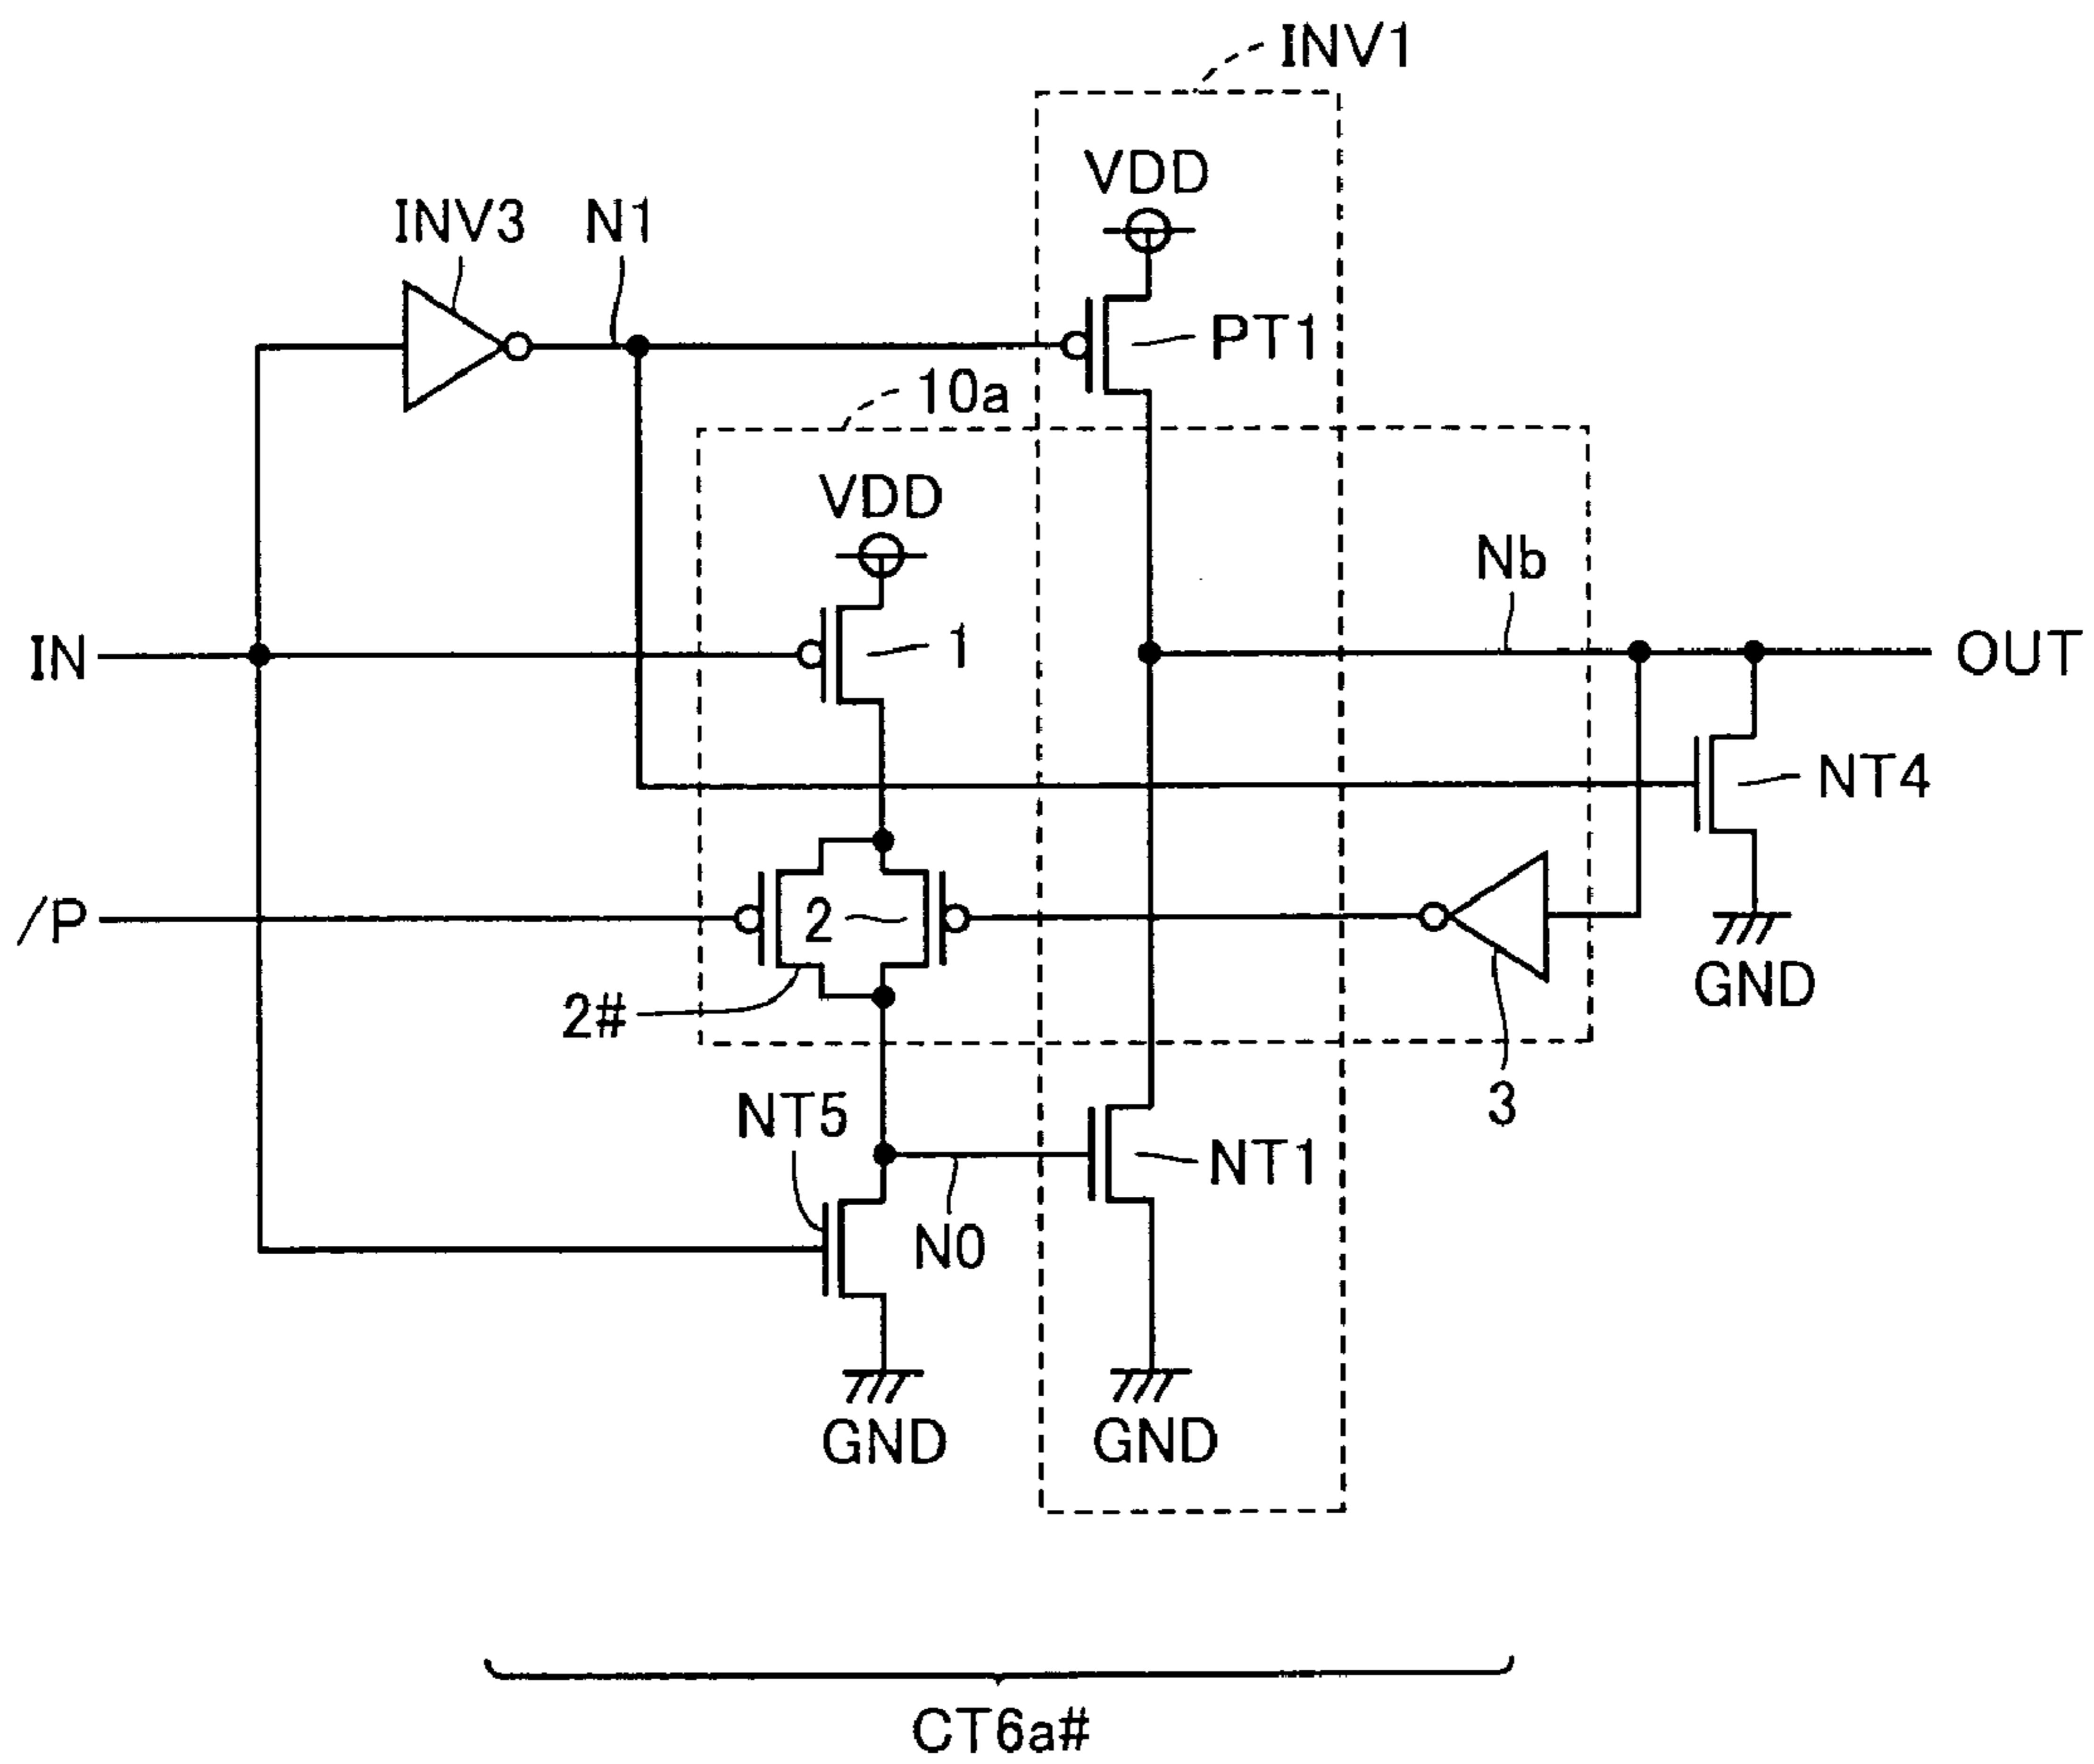 INV1
VDD
INV3
N1
PT1
10a
VDD
Nb
IN
1
OUT
NT4
/P
2
GND
2#
3
NT5
NT1
N0
GND
GND
CT6a#